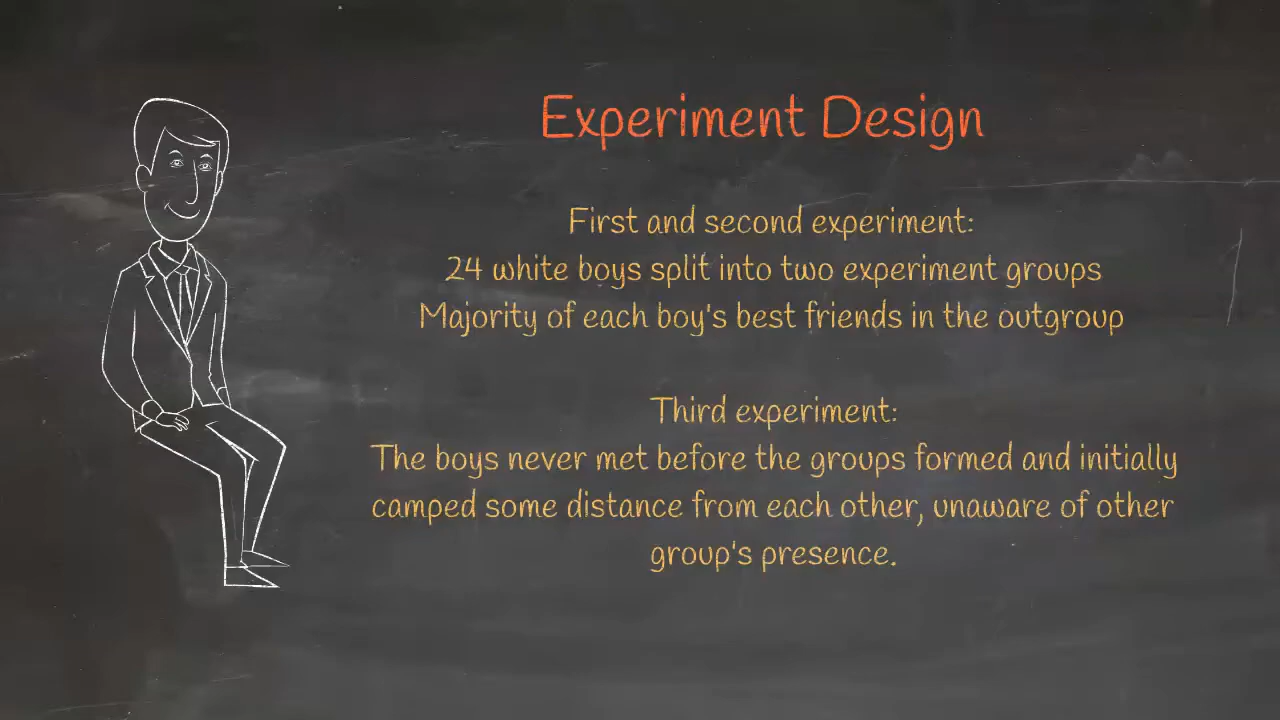 Experiment Design
First and second experiment:
24 white boys split into two experiment groups
Majority of each boy's best friends in the outgroup
Third experiment:
The boys never met before the groups formed and initially
camped some distance from each other, unaware of other
group's presence.